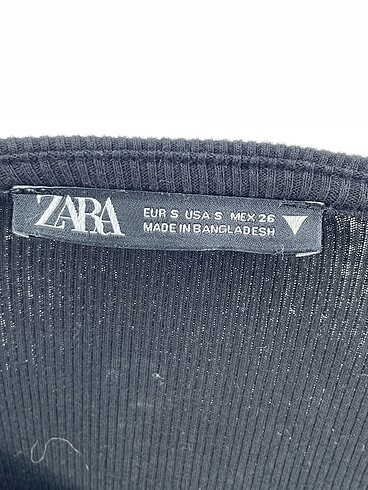 ZARA
EUR S USA S MEX 26
MADE IN BANGLADESH